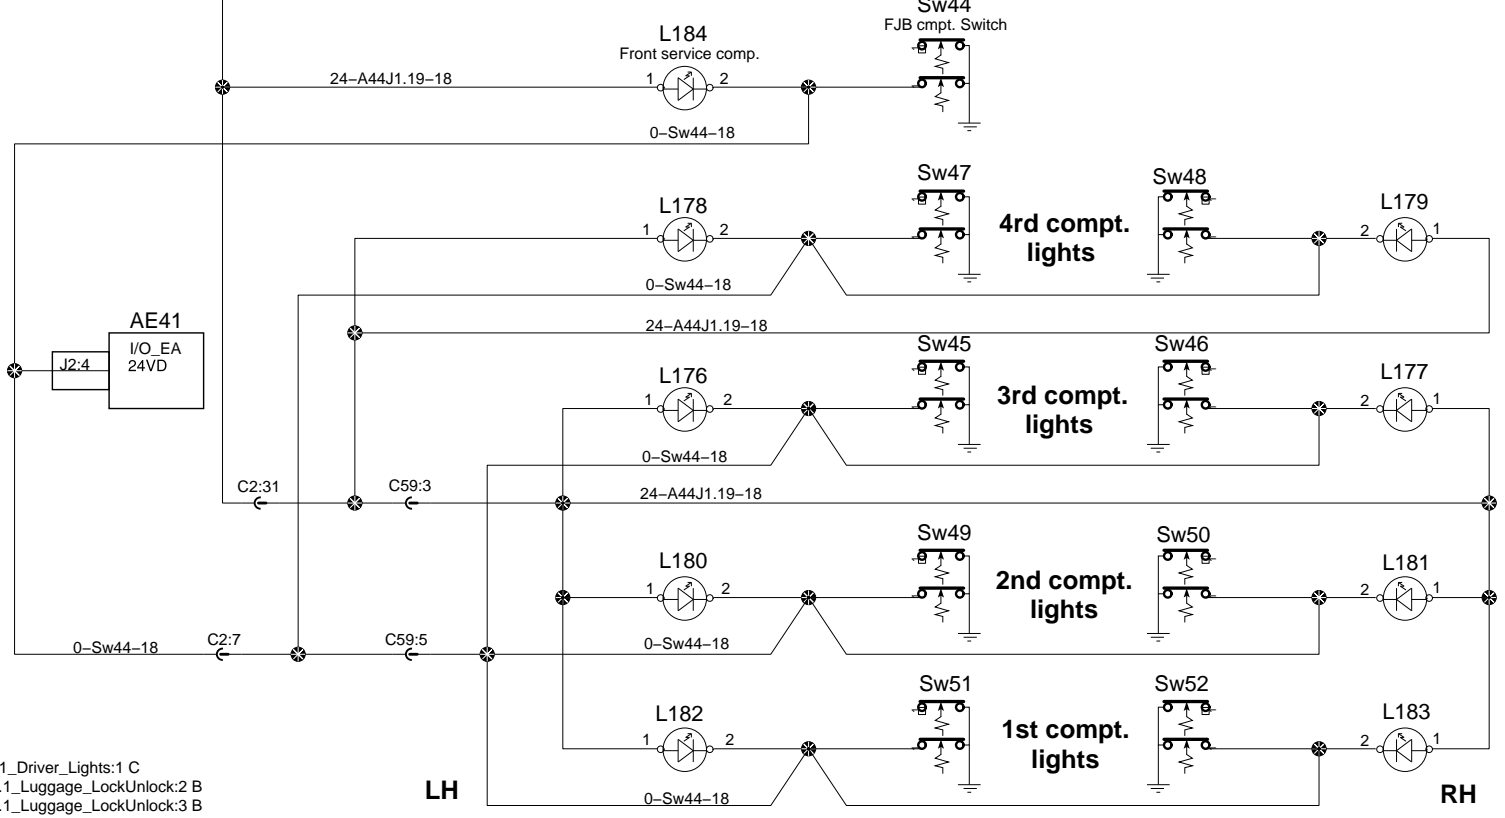 Sw44
FJB cmpt. Switch
L184
Front service comp.
24–A44J1.19–18
1
2
0–Sw44–18
Sw47
Sw48
L178
4rd compt.
lights
L179
1
2
2
1
0–Sw44–18
24–A44J1.19–18
AE41
I/O_EA
24VD
J2:4
Sw45
Sw46
L176
3rd compt.
lights
L177
1
2
2
1
0–Sw44–18
C2:31
C59:3
24–A44J1.19–18
Sw49
Sw50
L180
2nd compt.
lights
L181
1
2
2
1
0–Sw44–18
C2:7
C59:5
0–Sw44–18
Sw51
Sw52
L182
1st compt.
lights
L183
1
2
2
1
0–Sw44–18
1_Driver_Lights:1 C
.1_Luggage_LockUnlock:2 B
.1_Luggage_LockUnlock:3 B
LH
RH